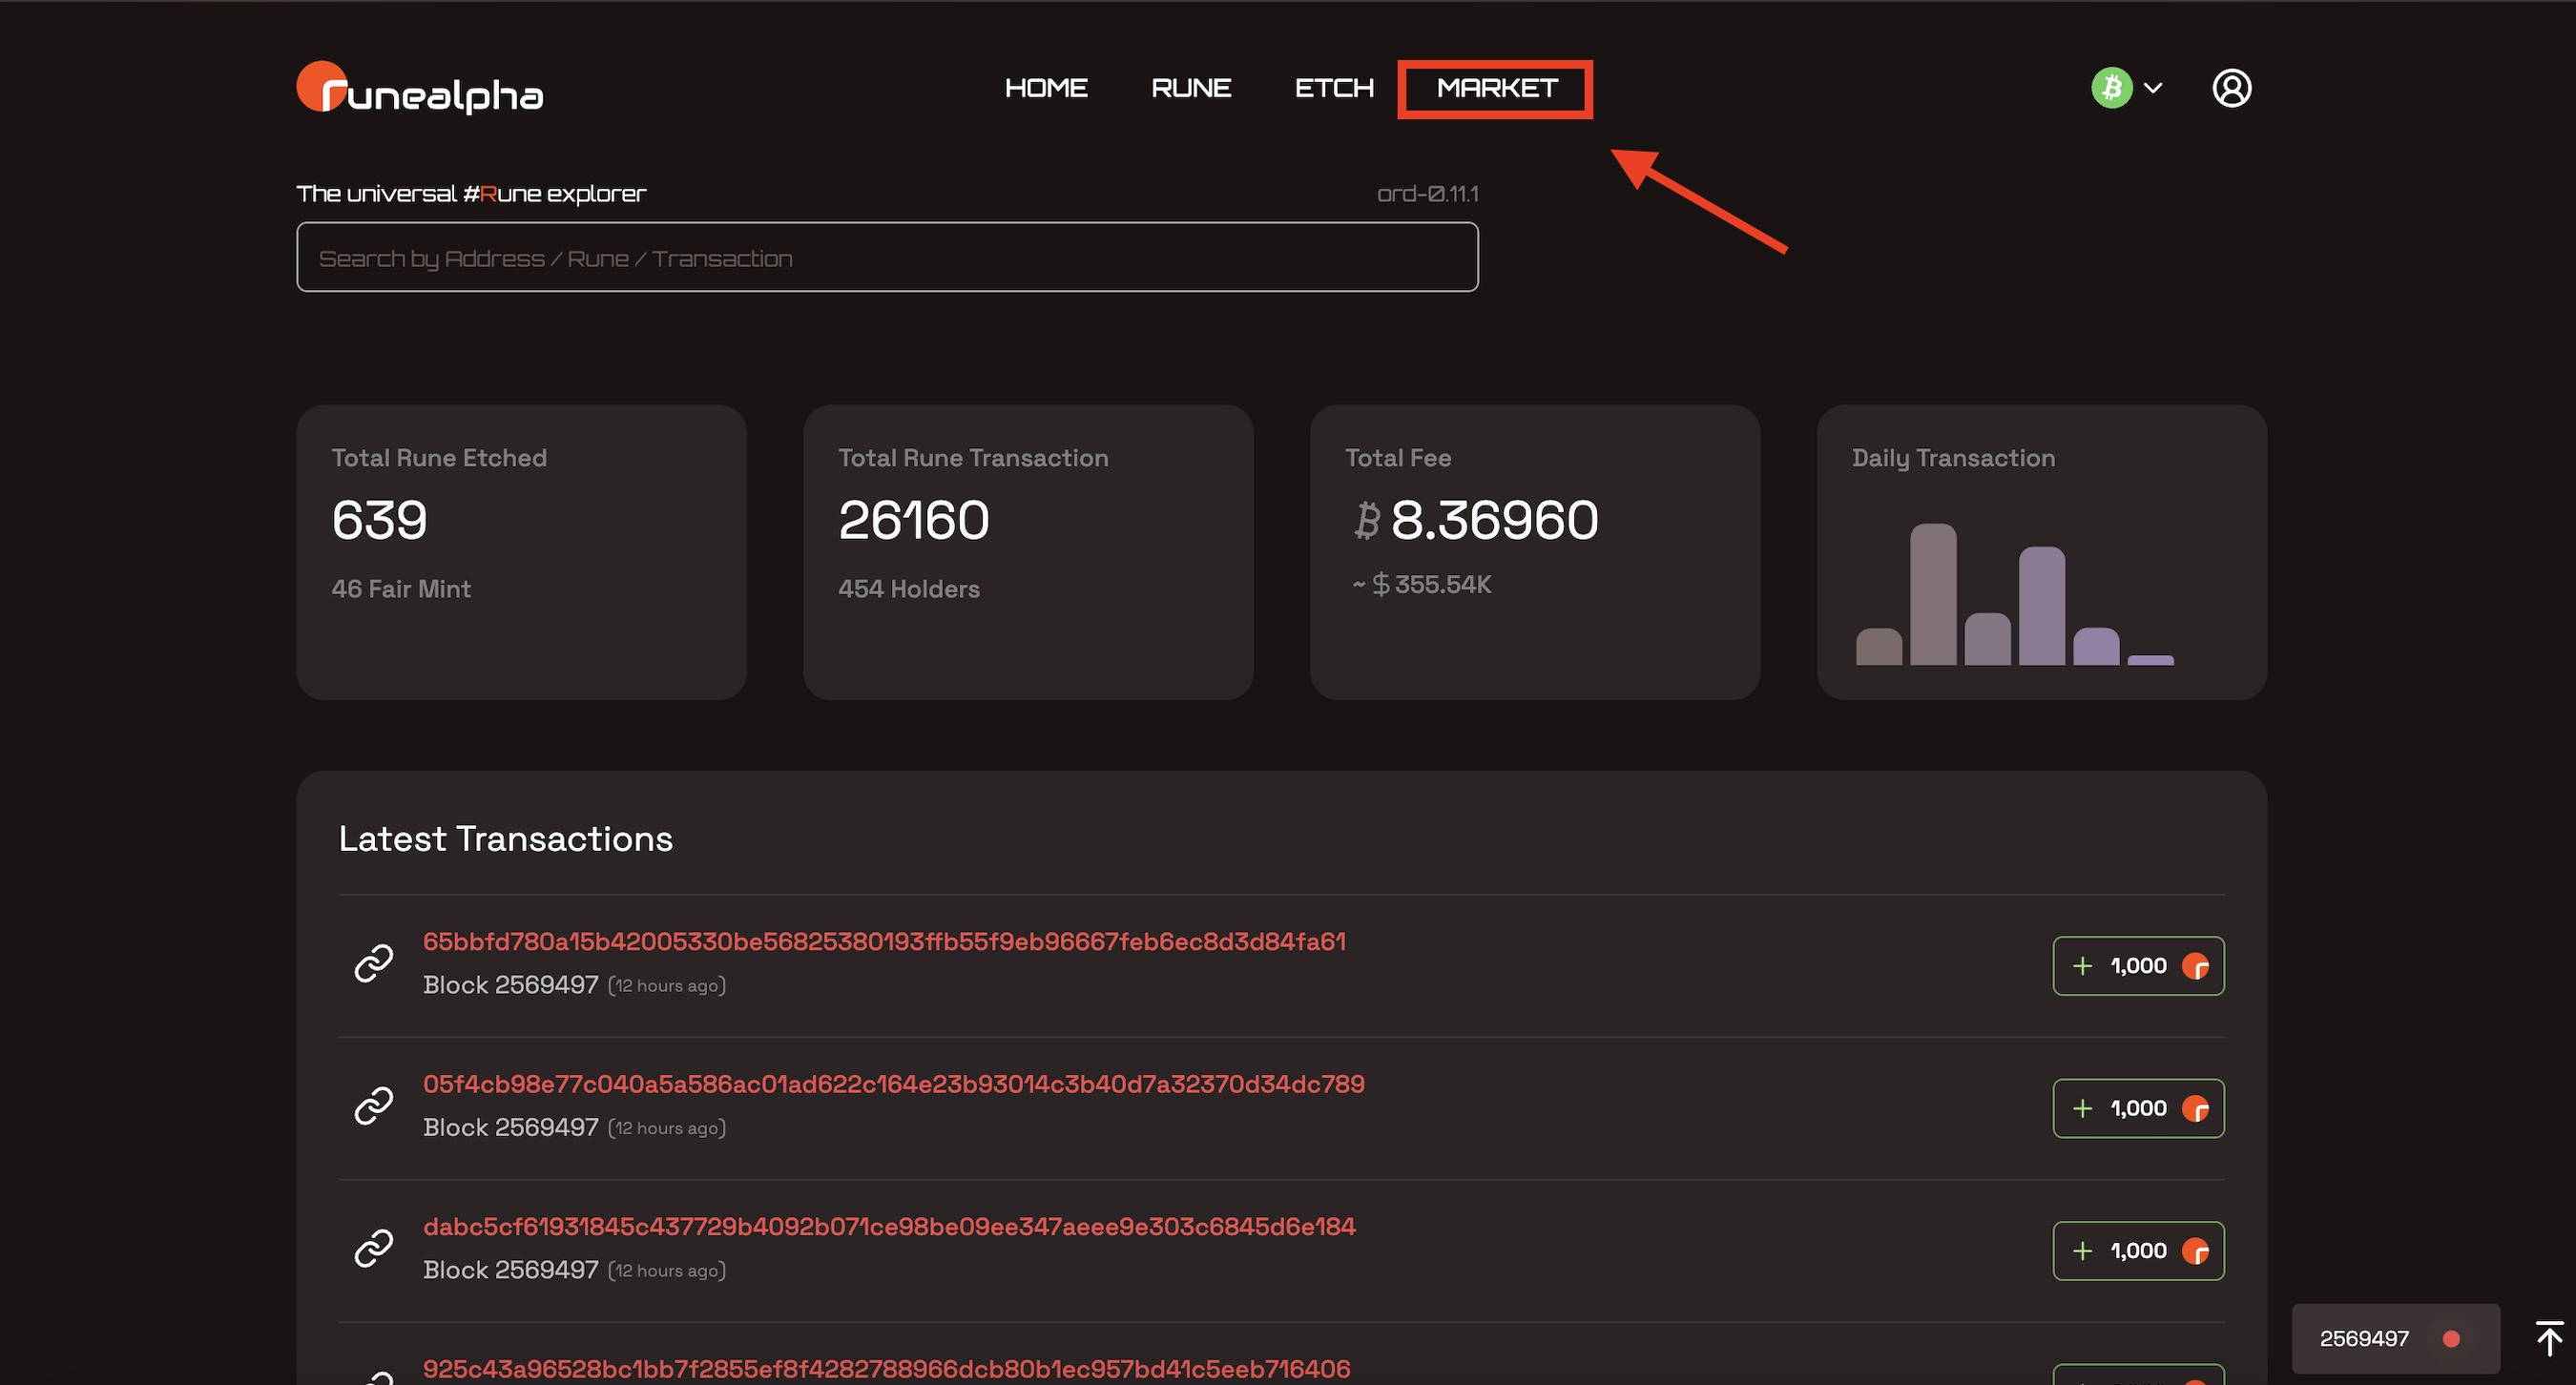 runealpha
HOME RUNE ETCH MARKET
The universal #Rune explorer ord-0.11.1
Search by Address / Rune / Transaction
Total Rune Etched
639
46 Fair Mint
Total Rune Transaction
26160
454 Holders
Total Fee
₿ 8.36960
~ $ 355.54K
Daily Transaction
Latest Transactions
65bbfd780a15b42005330be56825380193ffb55f9eb96667feb6ec8d3d84fa61
Block 2569497 (12 hours ago)
+ 1,000
05f4cb98e77c040a5a586ac01ad622c164e23b93014c3b40d7a32370d34dc789
Block 2569497 (12 hours ago)
+ 1,000
dabc5cf61931845c437729b4092b071ce98be09ee347aeee9e303c6845d6e184
Block 2569497 (12 hours ago)
+ 1,000
925c43a96528bc1bb7f2855ef8f4282788966dcb80b1ec957bd41c5eeb716406
2569497